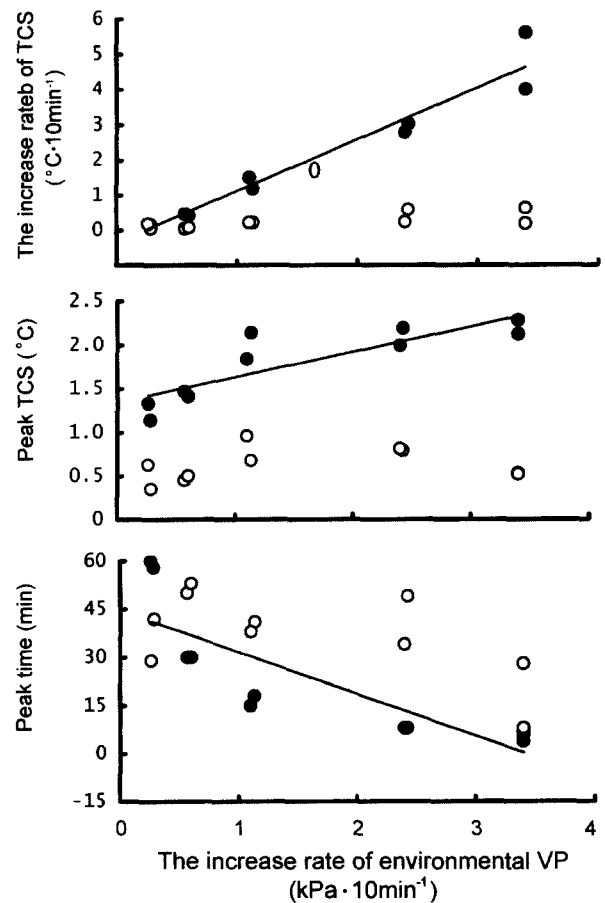 The increase rateb of TCS
(°C·10min⁻¹)
6
5
4
3
2
1
0
0
Peak TCS (°C)
2.5
2.0
1.5
1.0
0.5
0
Peak time (min)
60
45
30
15
0
-15
0 1 2 3 4
The increase rate of environmental VP
(kPa·10min⁻¹)